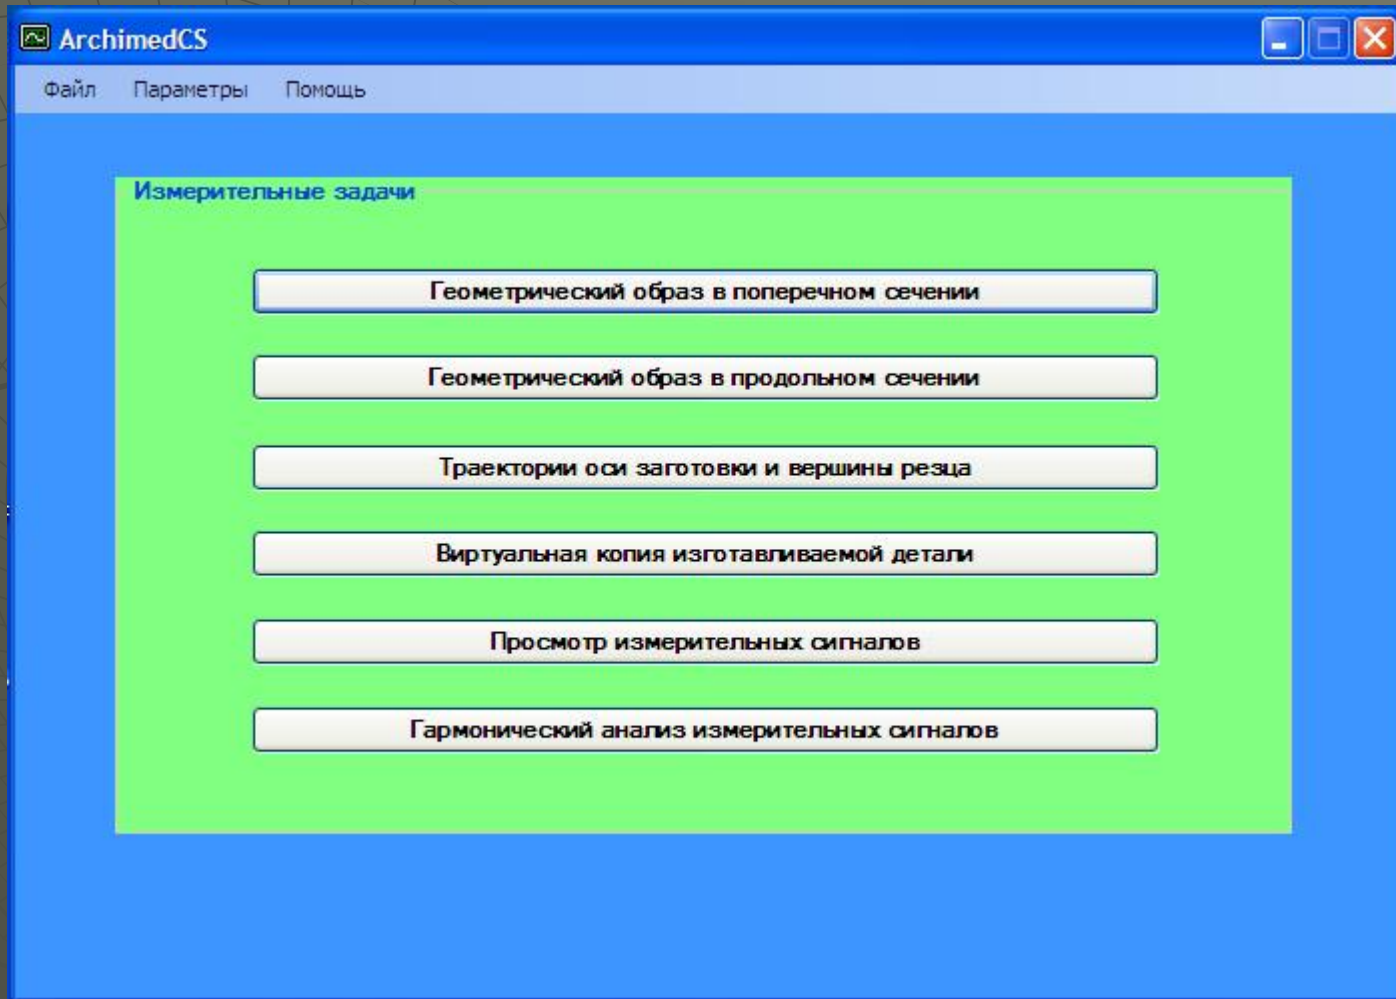 ArchimedCS
Файл Параметры Помощь
Измерительные задачи
Геометрический образ в поперечном сечении
Геометрический образ в продольном сечении
Траектории оси заготовки и вершины резца
Виртуальная копия изготавливаемой детали
Просмотр измерительных сигналов
Гармонический анализ измерительных сигналов